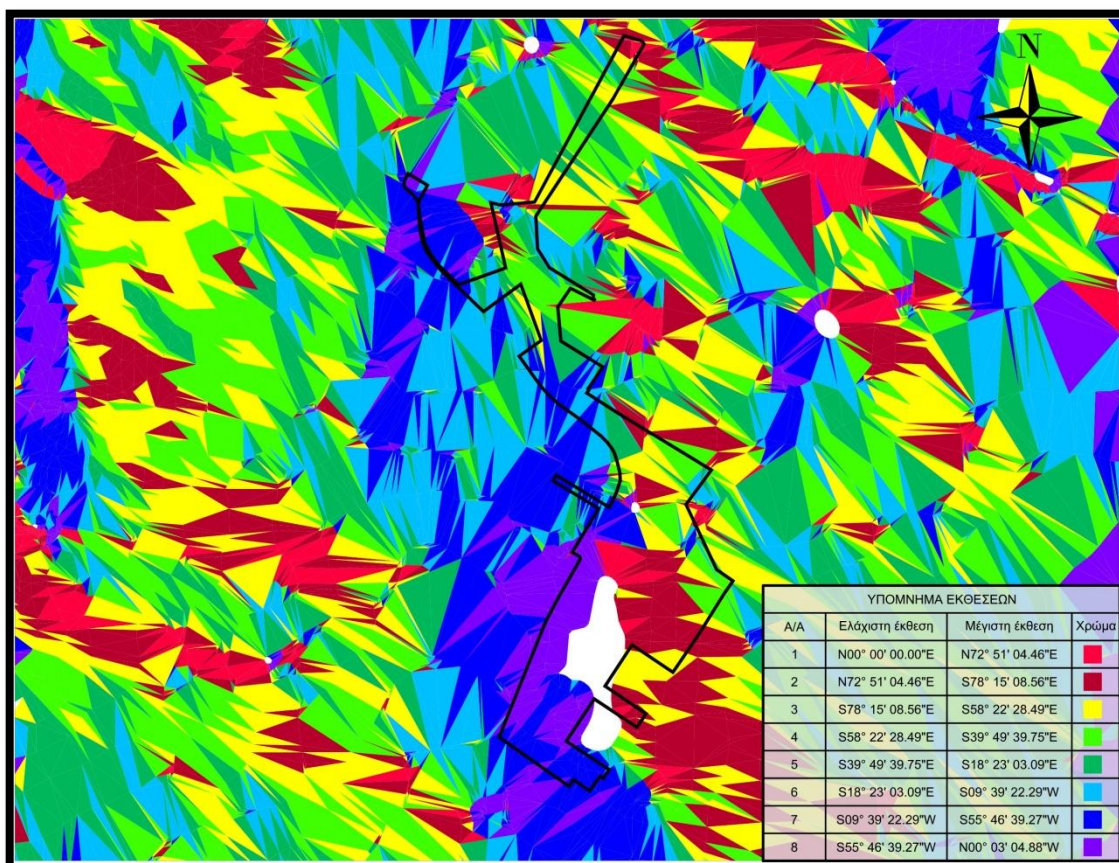 N
ΥΠΟΜΝΗΜΑ ΕΚΘΕΣΕΩΝ
Α/Α Ελάχιστη έκθεση Μέγιστη έκθεση Χρώμα
1 N00° 00' 00.00"E N72° 51' 04.46"E
2 N72° 51' 04.46"E S78° 15' 08.56"E
3 S78° 15' 08.56"E S58° 22' 28.49"E
4 S58° 22' 28.49"E S39° 49' 39.75"E
5 S39° 49' 39.75"E S18° 23' 03.09"E
6 S18° 23' 03.09"E S09° 39' 22.29"W
7 S09° 39' 22.29"W S55° 46' 39.27"W
8 S55° 46' 39.27"W N00° 03' 04.88"W